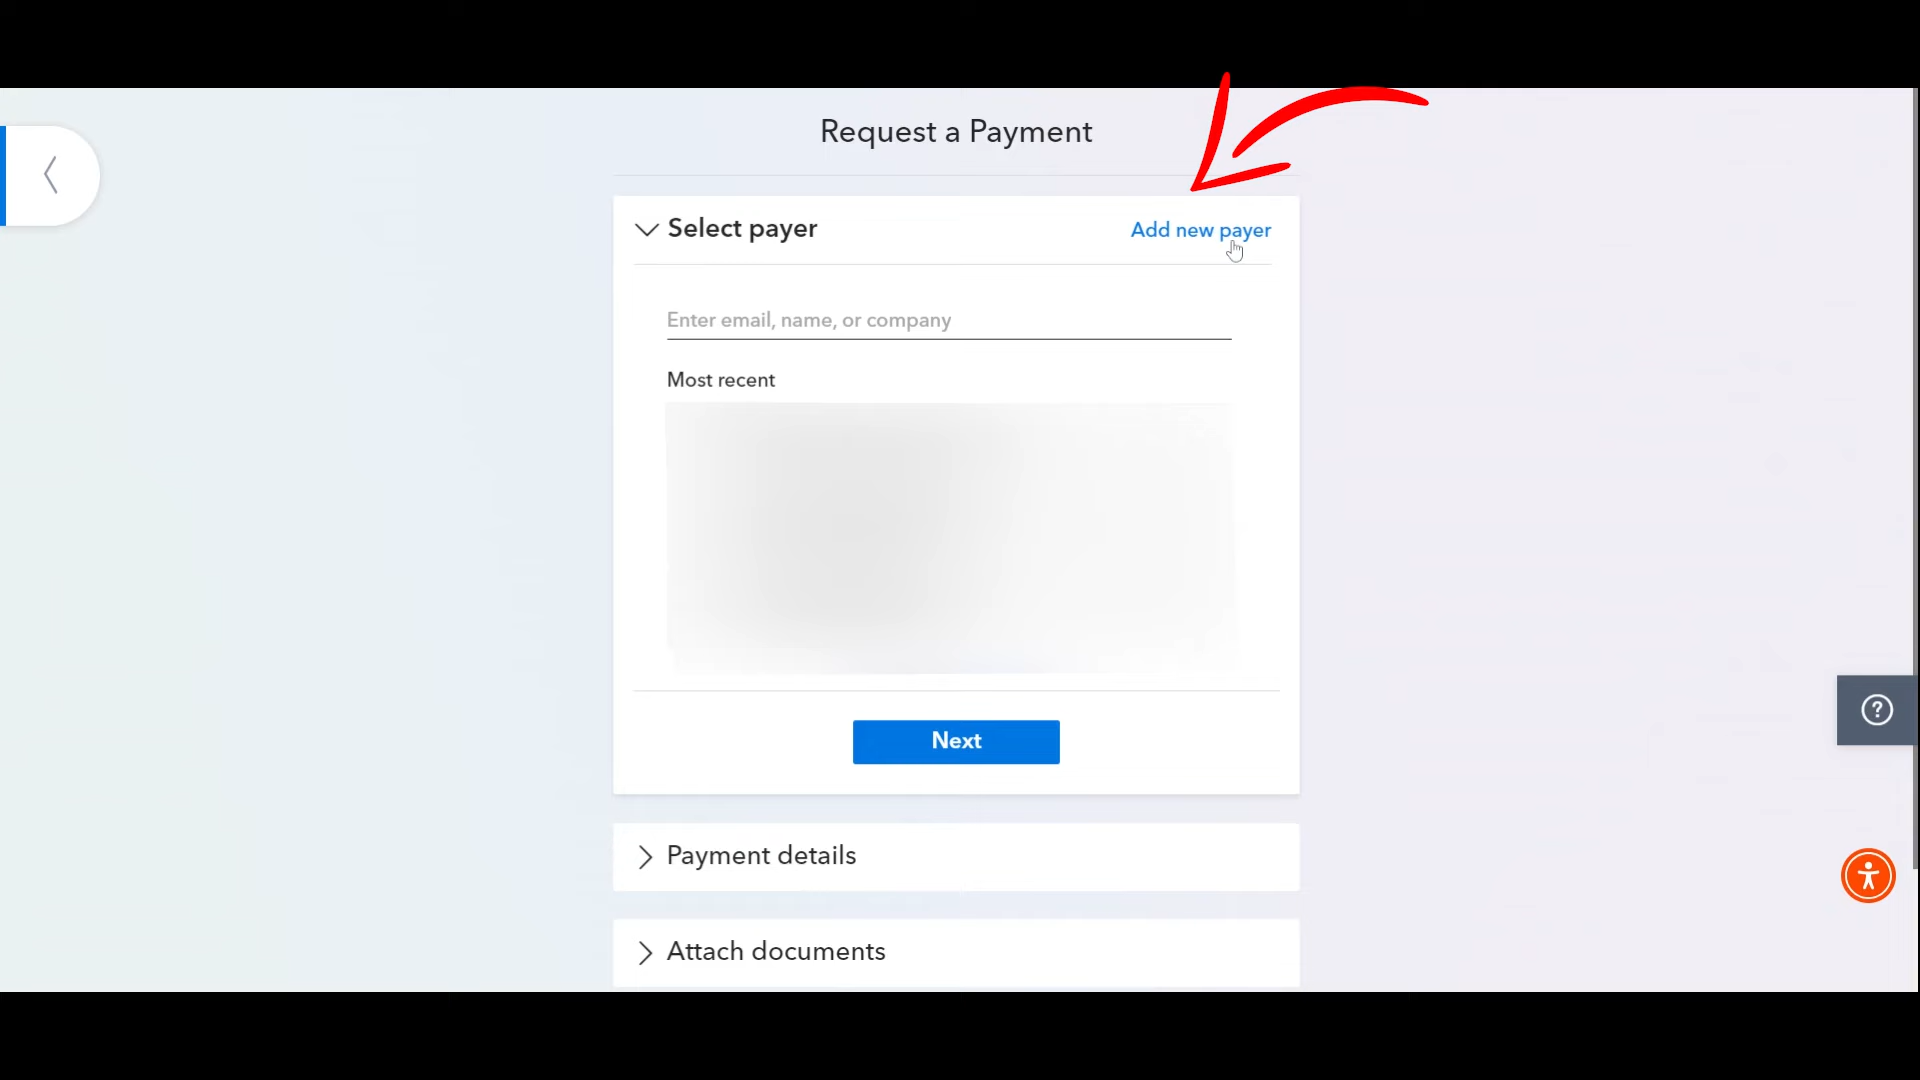 Request a Payment
Select payer
Add new payer
Enter email, name, or company
Most recent
Next
?
Payment details
Attach documents